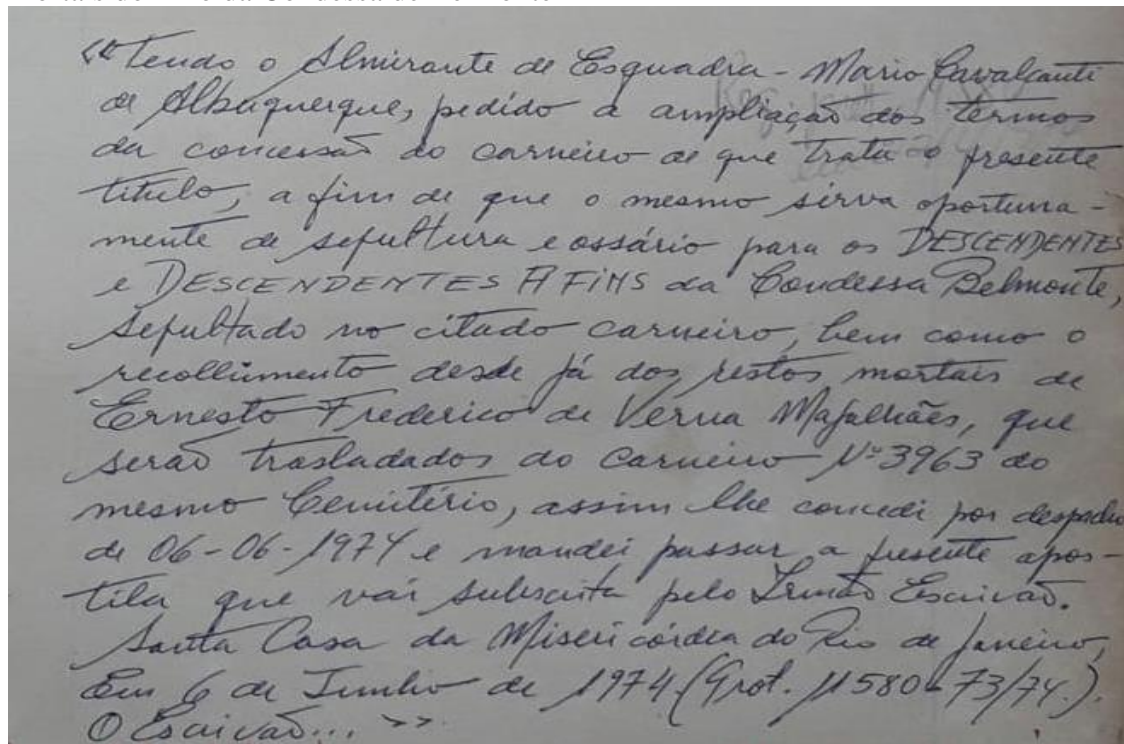 «Tendo o Almirante de Esquadra - Mario Cavalcanti
de Albuquerque, pedido a ampliação dos termos
da concessão do carneiro de que trata o presente
título, a fim de que o mesmo sirva oportuna-
mente de sepultura e ossário para os DESCENDENTES
e DESCENDENTES AFINS da Condessa Belmonte,
sepultado no citado carneiro, bem como o
recolhimento desde já dos restos mortais de
Ernesto Frederico de Verna Magalhães, que
serão trasladados do carneiro Nº 3963 do
mesmo Cemitério, assim lhe concedi por despacho
de 06-06-1974 e mandei passar a presente apos-
tila que vai subscrita pelo Irmão Escrivão.
Santa Casa da Misericórdia do Rio de Janeiro,
Em 6 de Junho de 1974. (Prot. 11580-73/74.).
O Escrivão... »